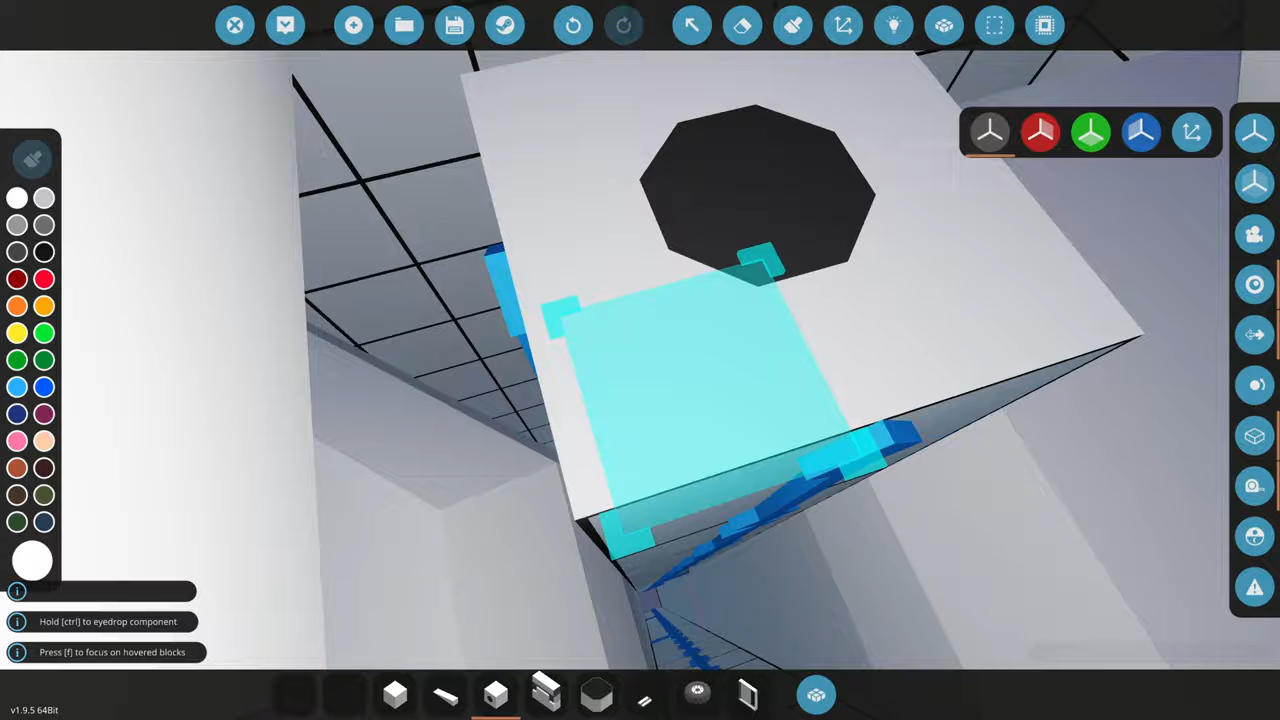 Hold [ctrl] to eyedrop component
Press [f] to focus on hovered blocks
v1.9.5 64Bit